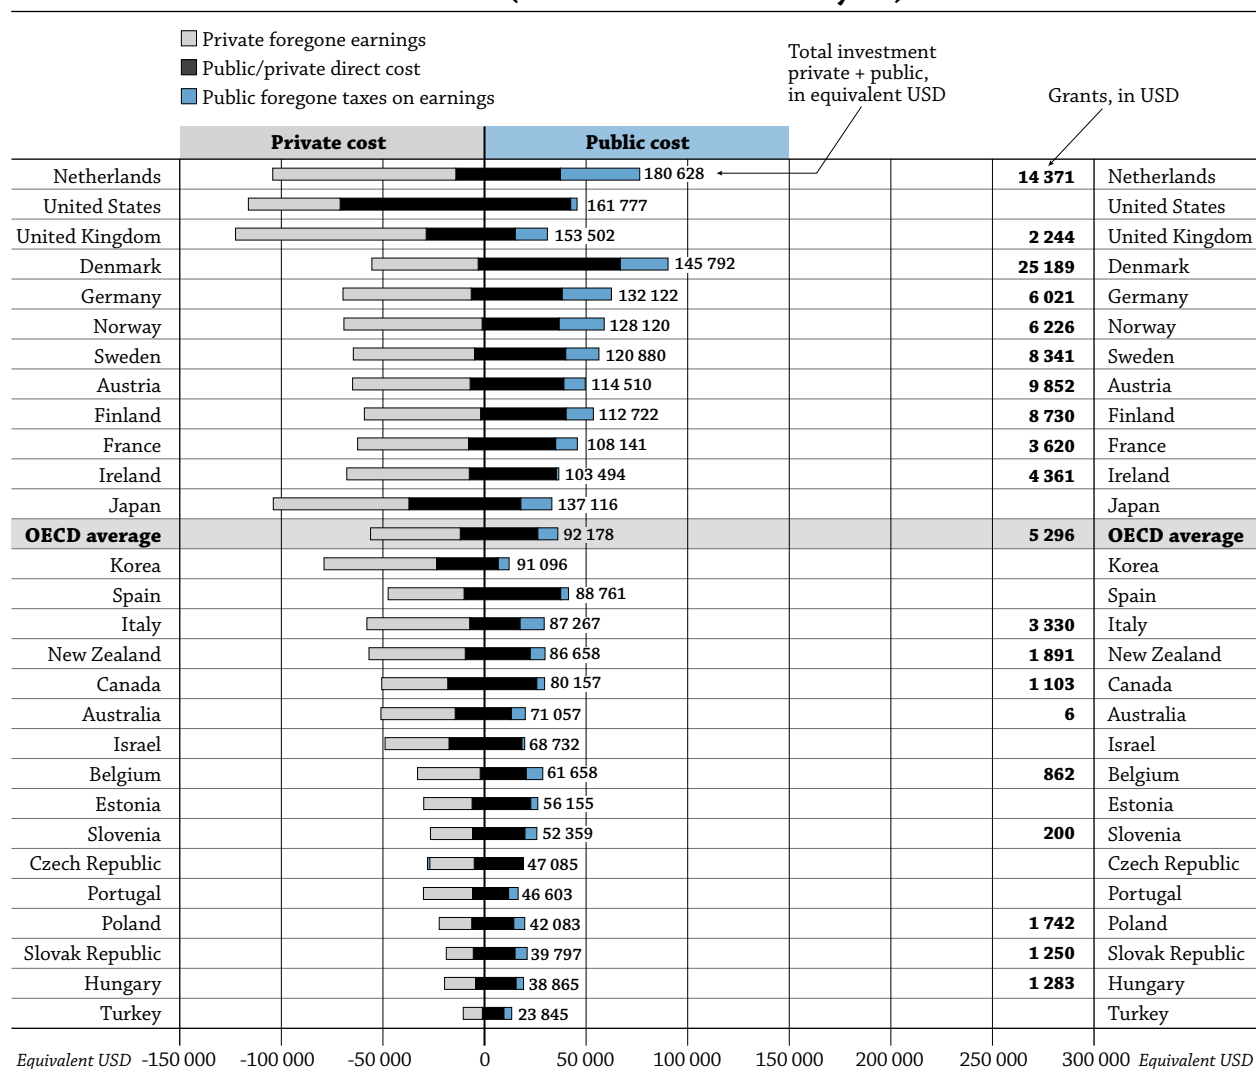 Private foregone earnings
Public/private direct cost
Public foregone taxes on earnings
Total investment
private + public,
in equivalent USD
Grants, in USD
Private cost Public cost
Netherlands 180 628 14 371 Netherlands
United States 161 777 United States
United Kingdom 153 502 2 244 United Kingdom
Denmark 145 792 25 189 Denmark
Germany 132 122 6 021 Germany
Norway 128 120 6 226 Norway
Sweden 120 880 8 341 Sweden
Austria 114 510 9 852 Austria
Finland 112 722 8 730 Finland
France 108 141 3 620 France
Ireland 103 494 4 361 Ireland
Japan 137 116 Japan
OECD average 92 178 5 296 OECD average
Korea 91 096 Korea
Spain 88 761 Spain
Italy 87 267 3 330 Italy
New Zealand 86 658 1 891 New Zealand
Canada 80 157 1 103 Canada
Australia 71 057 6 Australia
Israel 68 732 Israel
Belgium 61 658 862 Belgium
Estonia 56 155 Estonia
Slovenia 52 359 200 Slovenia
Czech Republic 47 085 Czech Republic
Portugal 46 603 Portugal
Poland 42 083 1 742 Poland
Slovak Republic 39 797 1 250 Slovak Republic
Hungary 38 865 1 283 Hungary
Turkey 23 845 Turkey
Equivalent USD -150 000 -100 000 -50 000 0 50 000 100 000 150 000 200 000 250 000 300 000 Equivalent USD